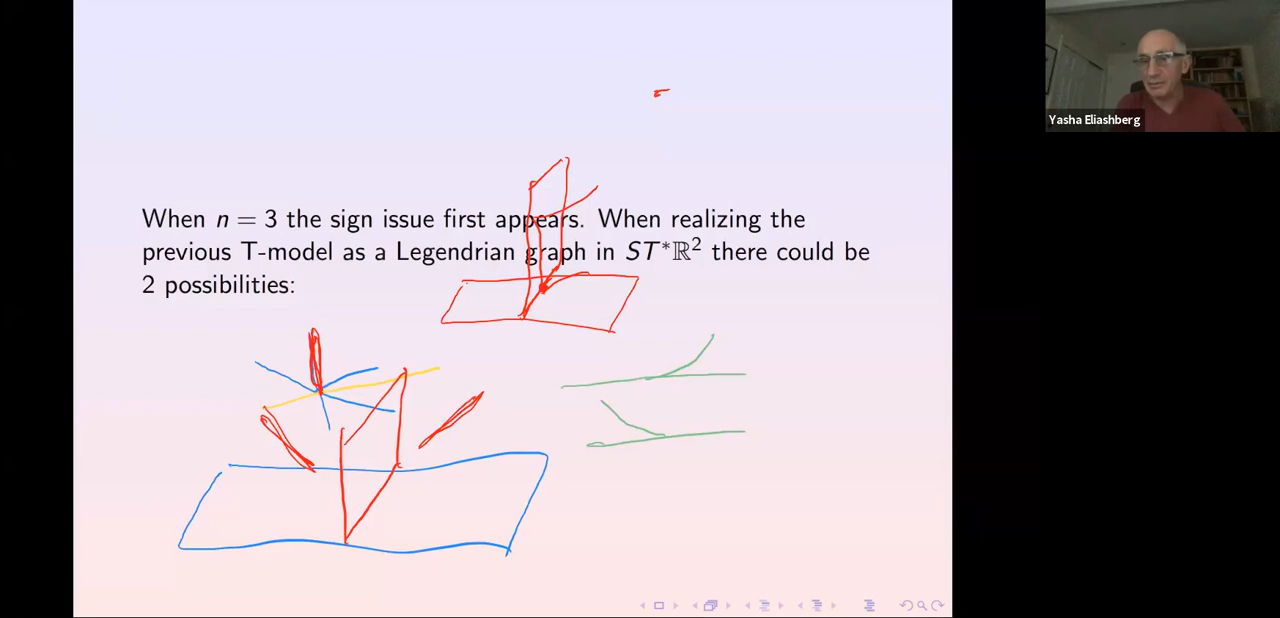 Yasha Eliashberg
When n = 3 the sign issue first appears. When realizing the
previous T-model as a Legendrian graph in ST*ℝ² there could be
2 possibilities: